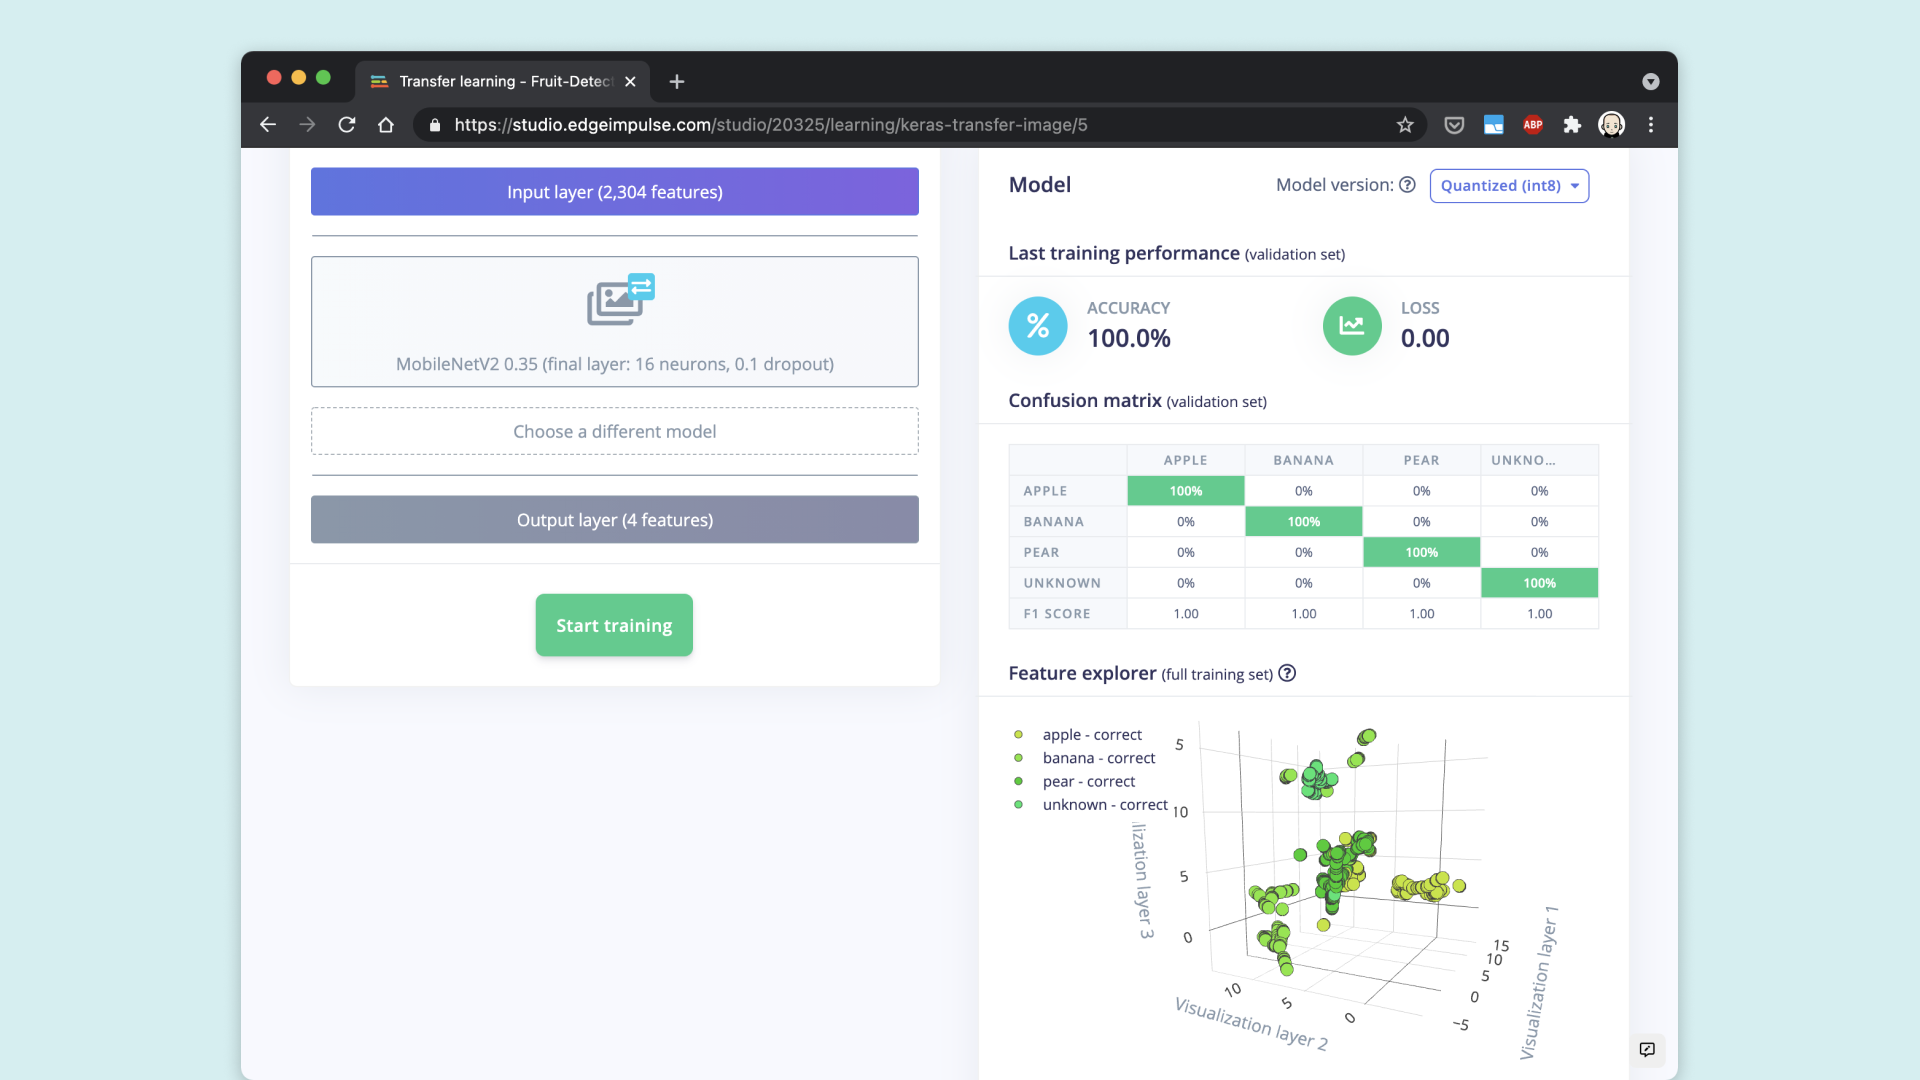 Transfer learning - Fruit-Detect
https://studio.edgeimpulse.com/studio/20325/learning/keras-transfer-image/5
ABP
Input layer (2,304 features)
MobileNetV2 0.35 (final layer: 16 neurons, 0.1 dropout)
Choose a different model
Output layer (4 features)
Start training
Model
Model version:
Quantized (int8)
Last training performance (validation set)
%
ACCURACY
100.0%
LOSS
0.00
Confusion matrix (validation set)
APPLE BANANA PEAR UNKNO...
APPLE 100% 0% 0% 0%
BANANA 0% 100% 0% 0%
PEAR 0% 0% 100% 0%
UNKNOWN 0% 0% 0% 100%
F1 SCORE 1.00 1.00 1.00 1.00
Feature explorer (full training set)
apple - correct
banana - correct
pear - correct
unknown - correct
5
10
5
0
lization layer 3
10
5
0
Visualization layer 2
15
10
5
0
−5
Visualization layer 1